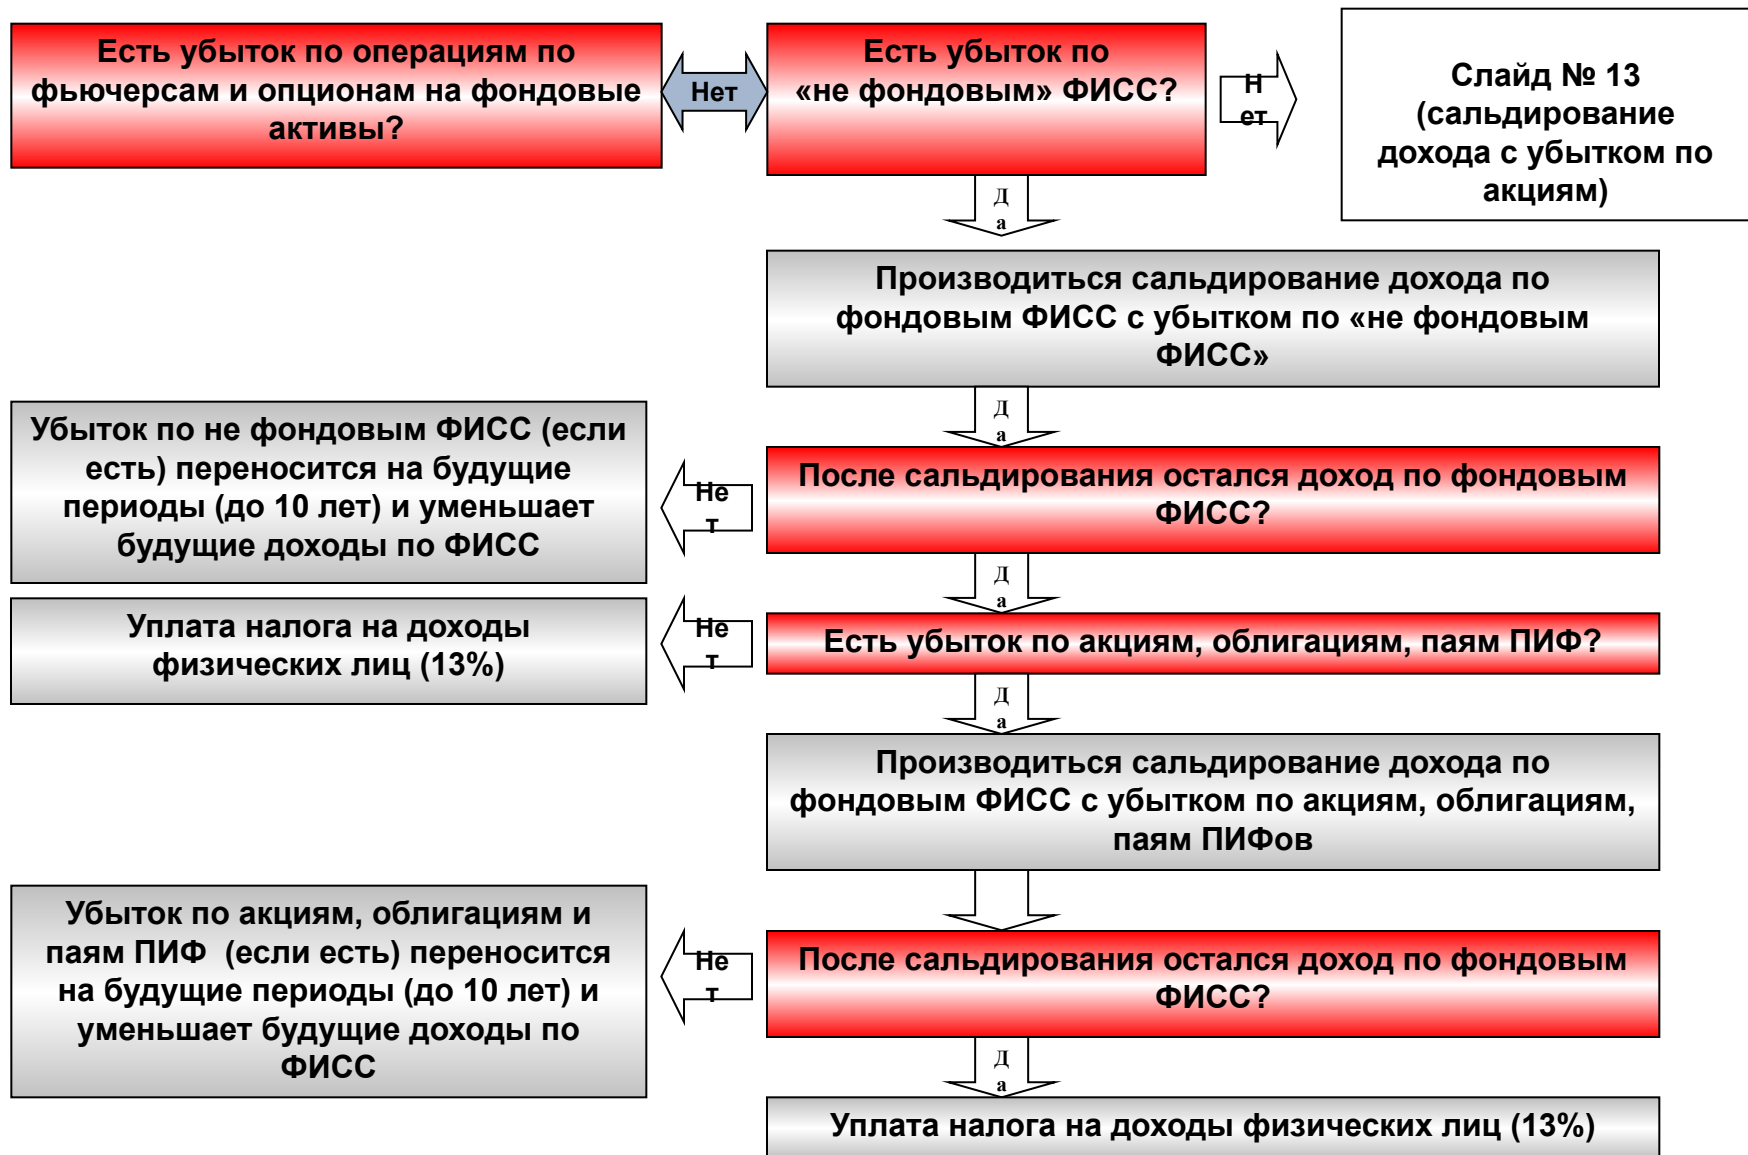 Есть убыток по операциям по
фьючерсам и опционам на фондовые
активы?
Нет
Есть убыток по
«не фондовым» ФИСС?
Н
ет
Слайд № 13
(сальдирование
дохода с убытком по
акциям)
Д
а
Производиться сальдирование дохода по
фондовым ФИСС с убытком по «не фондовым
ФИСС»
Д
а
Убыток по не фондовым ФИСС (если
есть) переносится на будущие
периоды (до 10 лет) и уменьшает
будущие доходы по ФИСС
Не
т
После сальдирования остался доход по фондовым
ФИСС?
Д
а
Уплата налога на доходы
физических лиц (13%)
Не
т
Есть убыток по акциям, облигациям, паям ПИФ?
Д
а
Производиться сальдирование дохода по
фондовым ФИСС с убытком по акциям, облигациям,
паям ПИФов
Убыток по акциям, облигациям и
паям ПИФ (если есть) переносится
на будущие периоды (до 10 лет) и
уменьшает будущие доходы по
ФИСС
Не
т
После сальдирования остался доход по фондовым
ФИСС?
Д
а
Уплата налога на доходы физических лиц (13%)